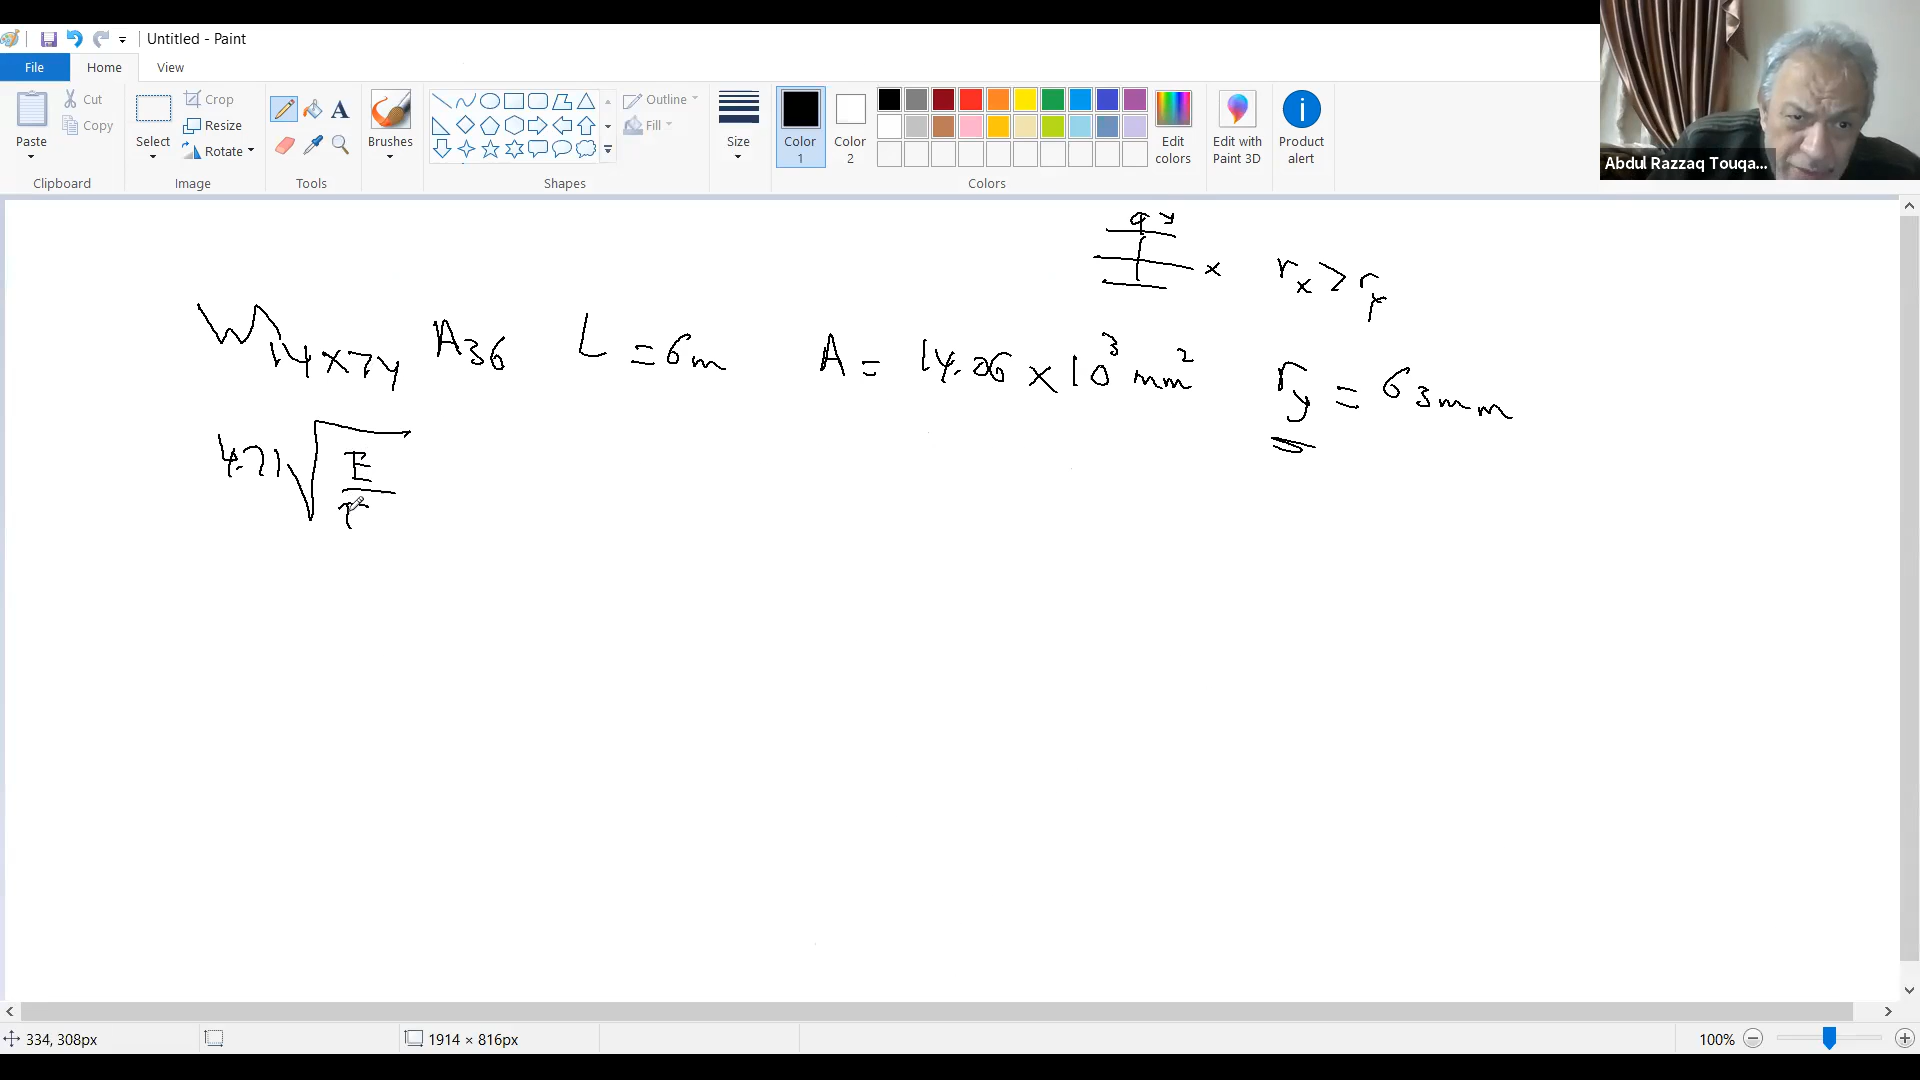 Untitled - Paint
File Home View
Paste Cut Copy
Clipboard
Select Crop Resize Rotate
Image
Tools
Brushes
Shapes
Outline
Fill
Size
Color 1
Color 2
Edit colors
Colors
Edit with Paint 3D
Product alert
Abdul Razzaq Touqa...
y
x
rx > ry
W14x74 A36 L = 6m A = 14.06 x 10³ mm² ry = 63mm
4.71 √ E
F
334, 308px
1914 × 816px
100%